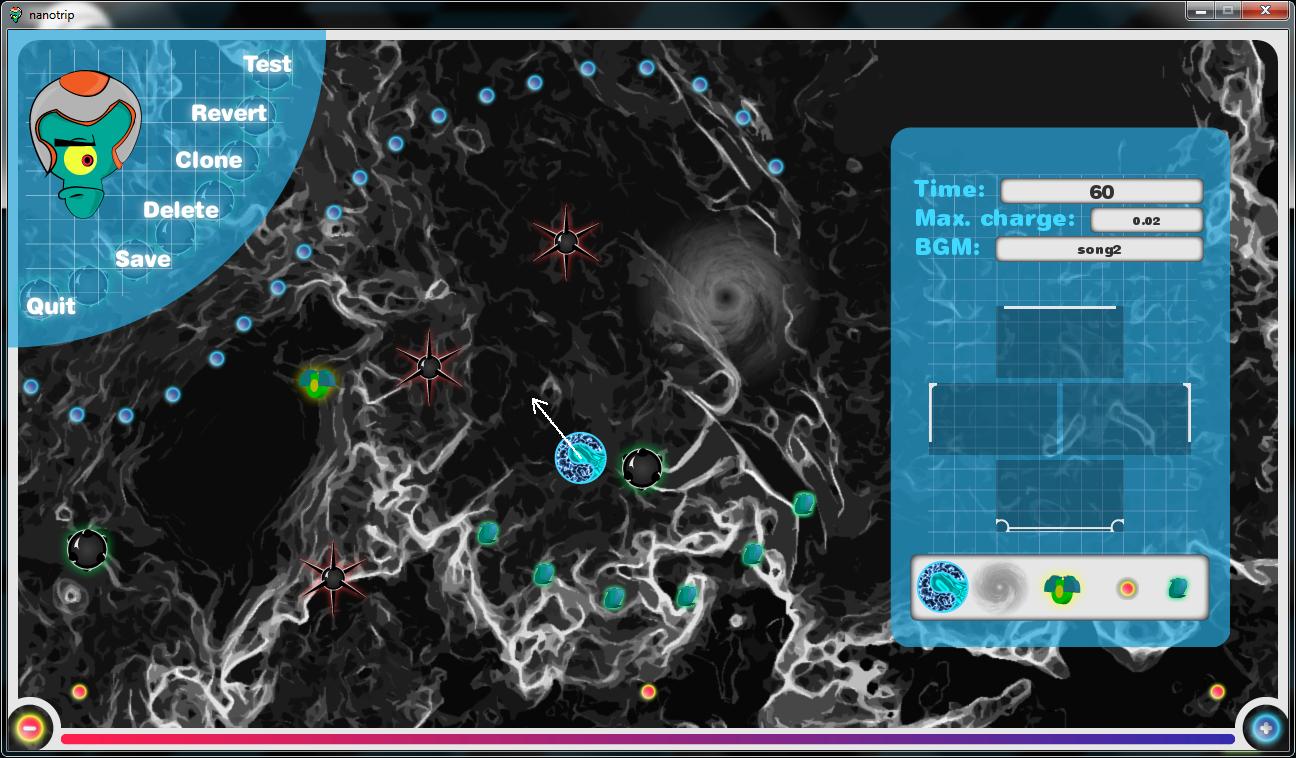 nanotrip
Test
Revert
Clone
Delete
Save
Quit
Time: 60
Max. charge: 0.02
BGM: song2